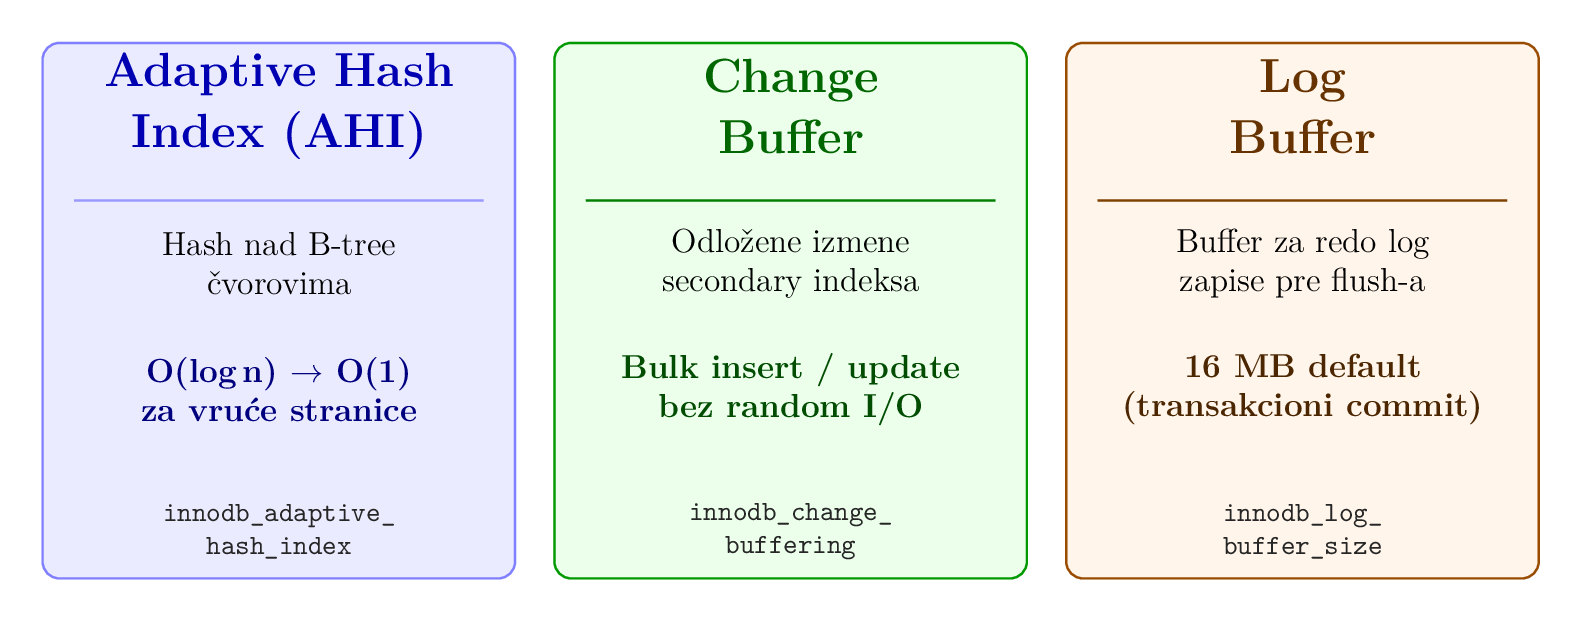 Adaptive Hash
Index (AHI)
Hash nad B-tree
čvorovima
O(log n) → O(1)
za vruće stranice
innodb_adaptive_
hash_index
Change
Buffer
Odložene izmene
secondary indeksa
Bulk insert / update
bez random I/O
innodb_change_
buffering
Log
Buffer
Buffer za redo log
zapise pre flush-a
16 MB default
(transakcioni commit)
innodb_log_
buffer_size